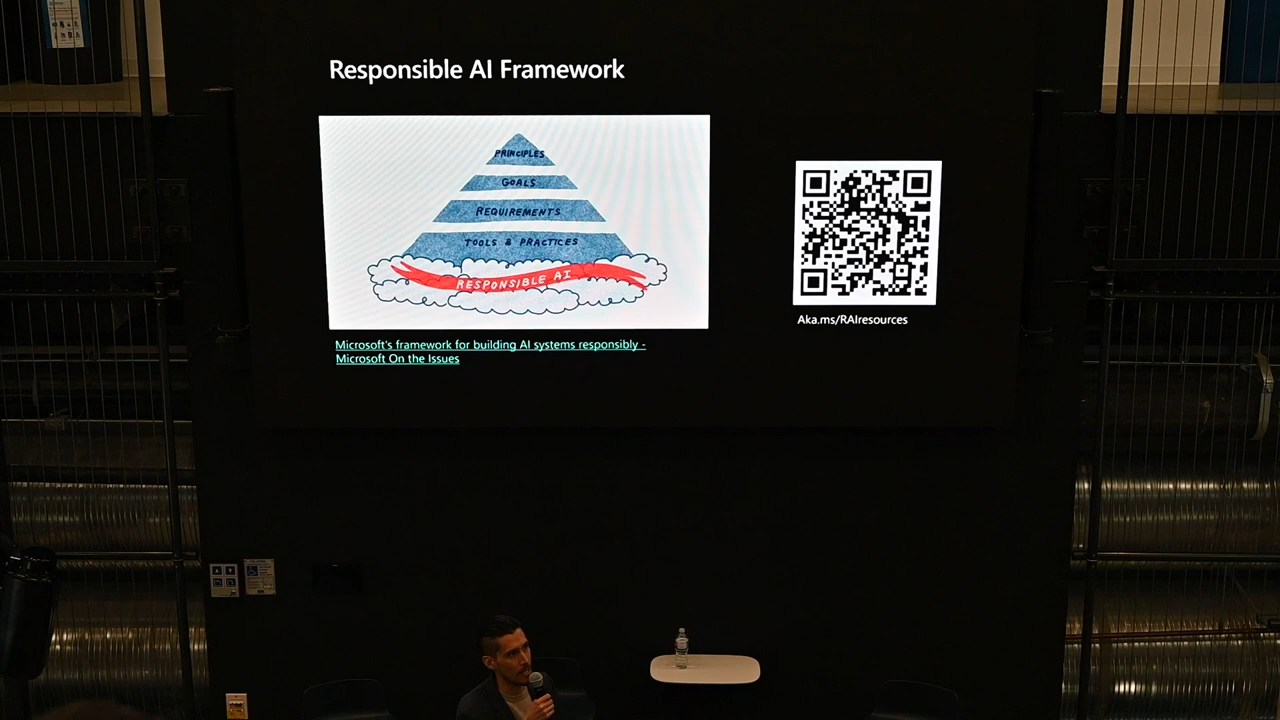 Responsible AI Framework
PRINCIPLES
GOALS
REQUIREMENTS
TOOLS & PRACTICES
RESPONSIBLE AI
Microsoft's framework for building AI systems responsibly -
Microsoft On the Issues
Aka.ms/RAIresources